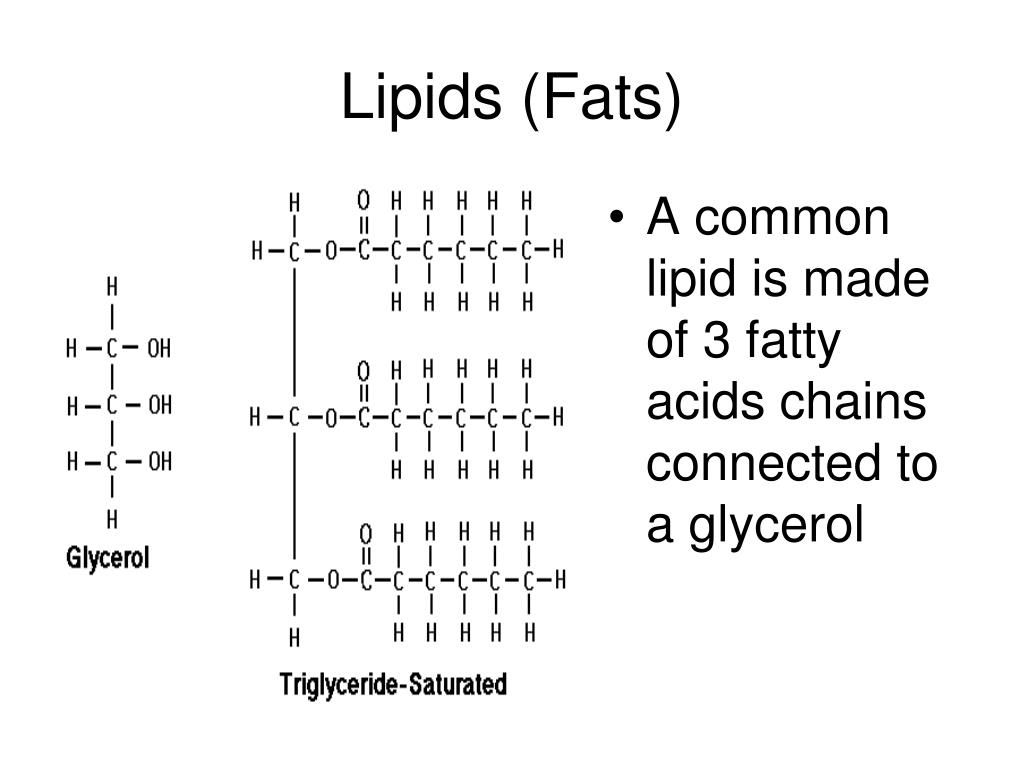 Lipids (Fats)
H
H – C – OH
H – C – OH
H – C – OH
H
Glycerol
H O H H H H H
H–C–O–C–C–C–C–C–C–H
H H H H H
O H H H H H
H–C–O–C–C–C–C–C–C–H
H H H H H
O H H H H H
H–C–O–C–C–C–C–C–C–H
H H H H H H
Triglyceride-Saturated
• A common
lipid is made
of 3 fatty
acids chains
connected to
a glycerol